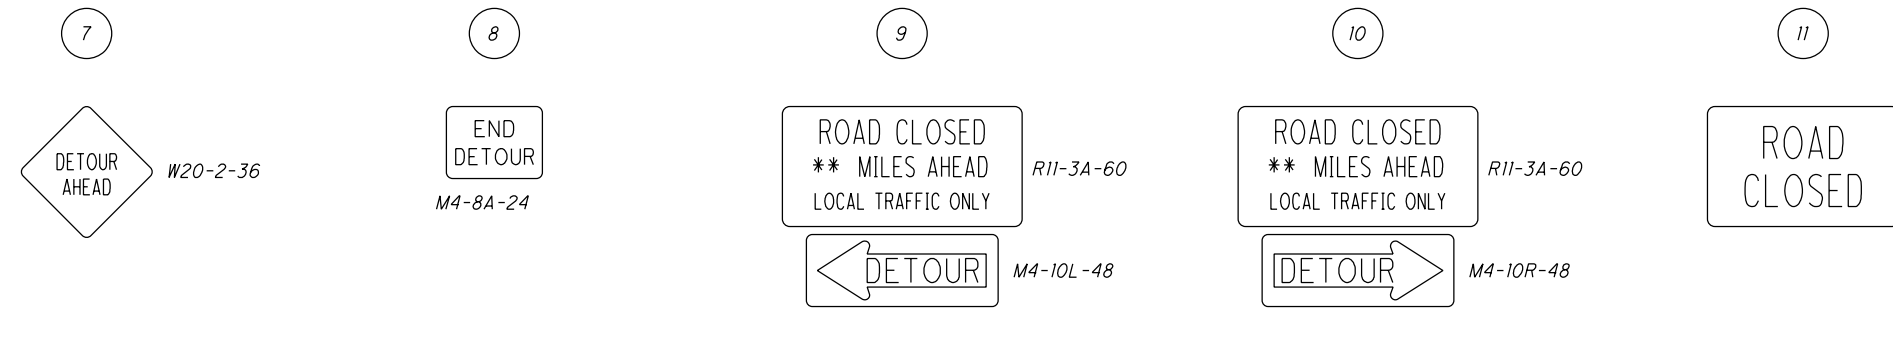 7
DETOUR
AHEAD
W20-2-36
8
END
DETOUR
M4-8A-24
9
ROAD CLOSED
** MILES AHEAD
LOCAL TRAFFIC ONLY
R11-3A-60
DETOUR
M4-10L-48
10
ROAD CLOSED
** MILES AHEAD
LOCAL TRAFFIC ONLY
R11-3A-60
DETOUR
M4-10R-48
11
ROAD
CLOSED